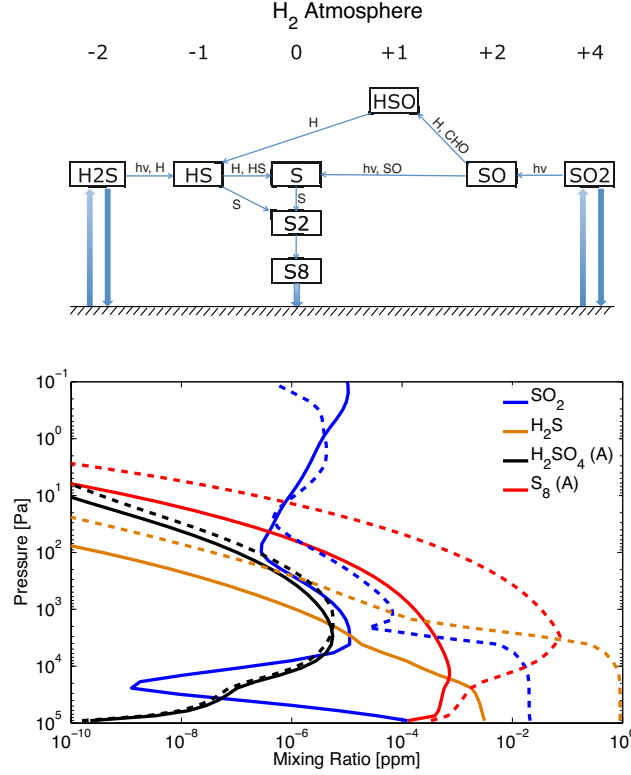 H2 Atmosphere
-2 -1 0 +1 +2 +4
HSO
H
H, CHO
H2S hν, H HS H, HS S hν, SO SO hν SO2
S S
S2
S8
10^-1
10^0
10^1
10^2
10^3
10^4
10^5
Pressure [Pa]
SO2
H2S
H2SO4 (A)
S8 (A)
10^-10 10^-8 10^-6 10^-4 10^-2 10^0
Mixing Ratio [ppm]